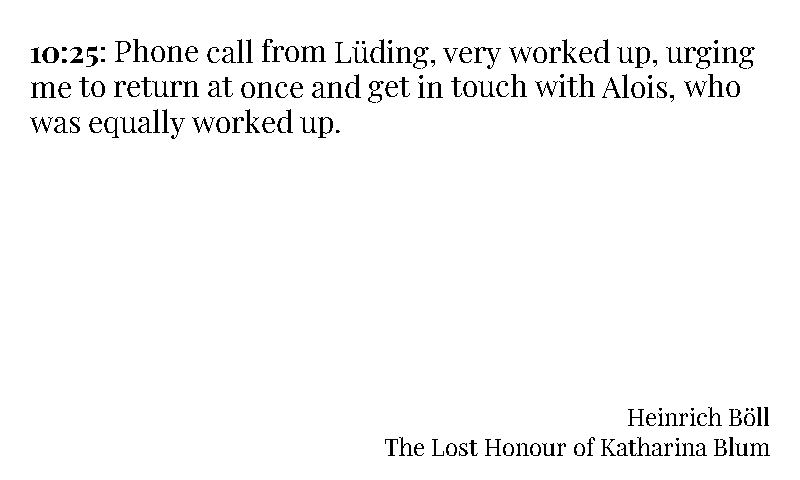 10:25: Phone call from Lüding, very worked up, urging
me to return at once and get in touch with Alois, who
was equally worked up.
Heinrich Böll
The Lost Honour of Katharina Blum